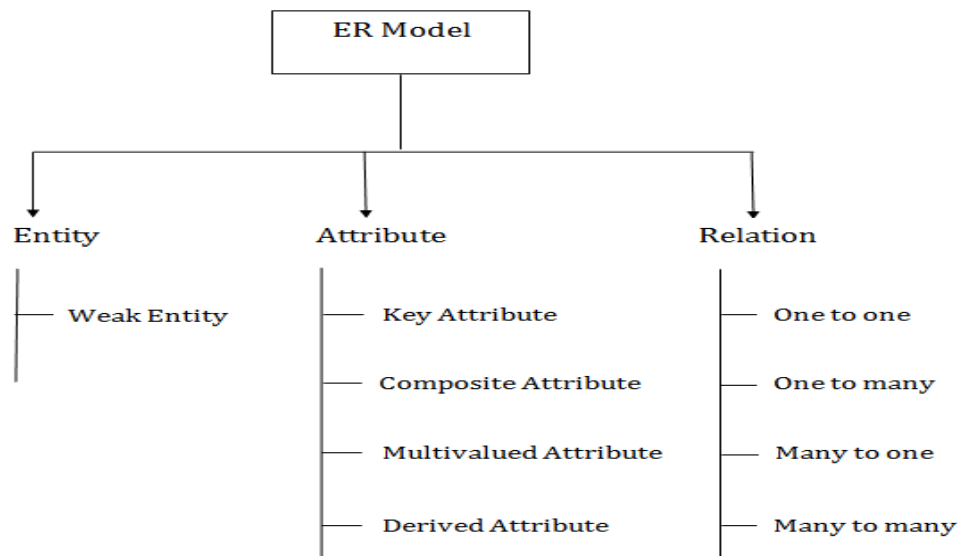 ER Model
Entity
Attribute
Relation
Weak Entity
Key Attribute
One to one
Composite Attribute
One to many
Multivalued Attribute
Many to one
Derived Attribute
Many to many